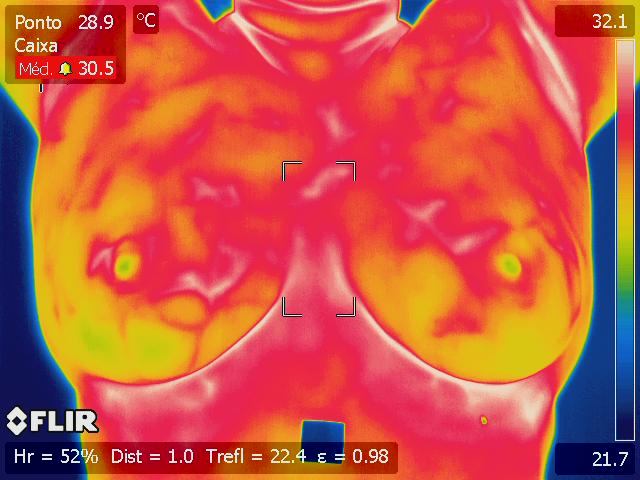 Ponto 28.9 °C
Caixa
Méd. 30.5
32.1
FLIR
Hr = 52% Dist = 1.0 Trefl = 22.4 ε = 0.98
21.7